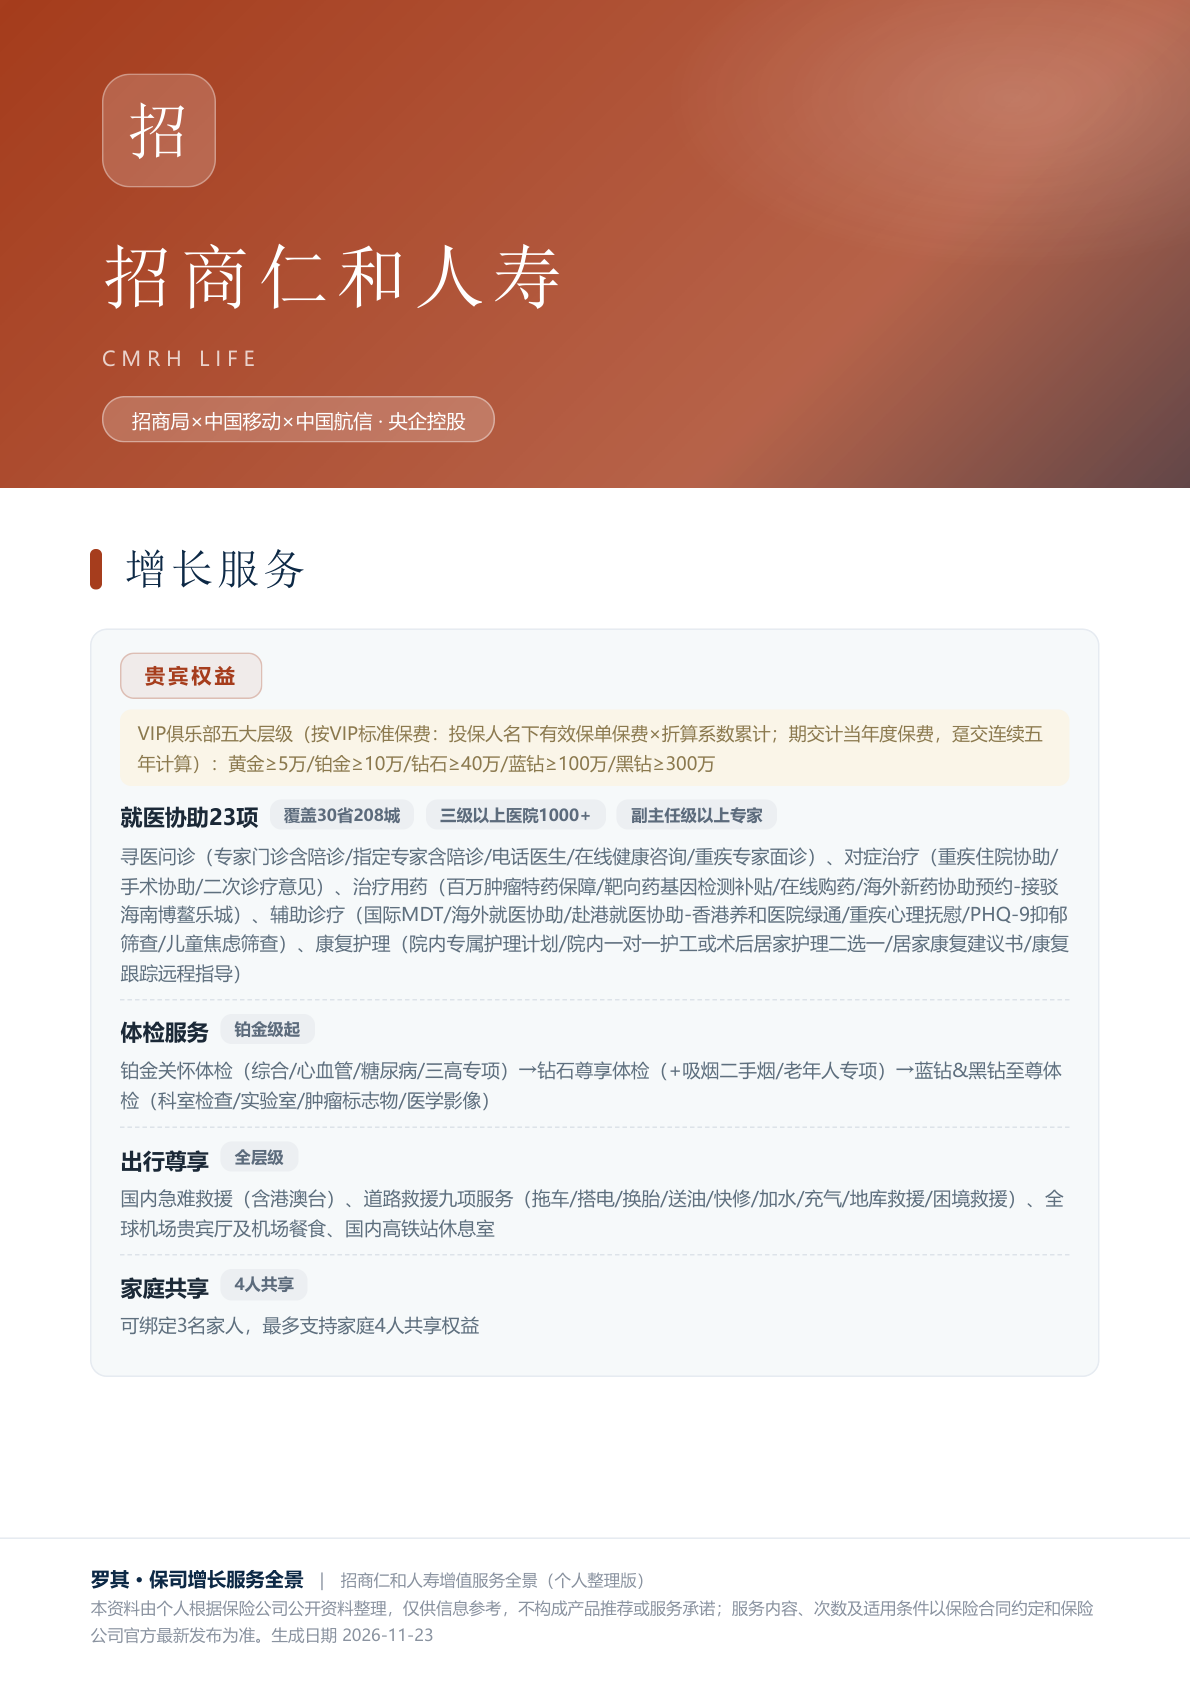 招
招商仁和人寿
CMRH LIFE
招商局×中国移动×中国航信 · 央企控股
增长服务
贵宾权益
VIP俱乐部五大层级（按VIP标准保费：投保人名下有效保单保费×折算系数累计；期交计当年度保费，趸交连续五
年计算）：黄金≥5万/铂金≥10万/钻石≥40万/蓝钻≥100万/黑钻≥300万
就医协助23项 覆盖30省208城 三级以上医院1000+ 副主任级以上专家
寻医问诊（专家门诊含陪诊/指定专家含陪诊/电话医生/在线健康咨询/重疾专家面诊）、对症治疗（重疾住院协助/
手术协助/二次诊疗意见）、治疗用药（百万肿瘤特药保障/靶向药基因检测补贴/在线购药/海外新药协助预约-接驳
海南博鳌乐城）、辅助诊疗（国际MDT/海外就医协助/赴港就医协助-香港养和医院绿通/重疾心理抚慰/PHQ-9抑郁
筛查/儿童焦虑筛查）、康复护理（院内专属护理计划/院内一对一护工或术后居家护理二选一/居家康复建议书/康复
跟踪远程指导）
体检服务 铂金级起
铂金关怀体检（综合/心血管/糖尿病/三高专项）→钻石尊享体检（+吸烟二手烟/老年人专项）→蓝钻&黑钻至尊体
检（科室检查/实验室/肿瘤标志物/医学影像）
出行尊享 全层级
国内急难救援（含港澳台）、道路救援九项服务（拖车/搭电/换胎/送油/快修/加水/充气/地库救援/困境救援）、全
球机场贵宾厅及机场餐食、国内高铁站休息室
家庭共享 4人共享
可绑定3名家人，最多支持家庭4人共享权益
罗其·保司增长服务全景 | 招商仁和人寿增值服务全景（个人整理版）
本资料由个人根据保险公司公开资料整理，仅供信息参考，不构成产品推荐或服务承诺；服务内容、次数及适用条件以保险合同约定和保险
公司官方最新发布为准。生成日期 2026-11-23